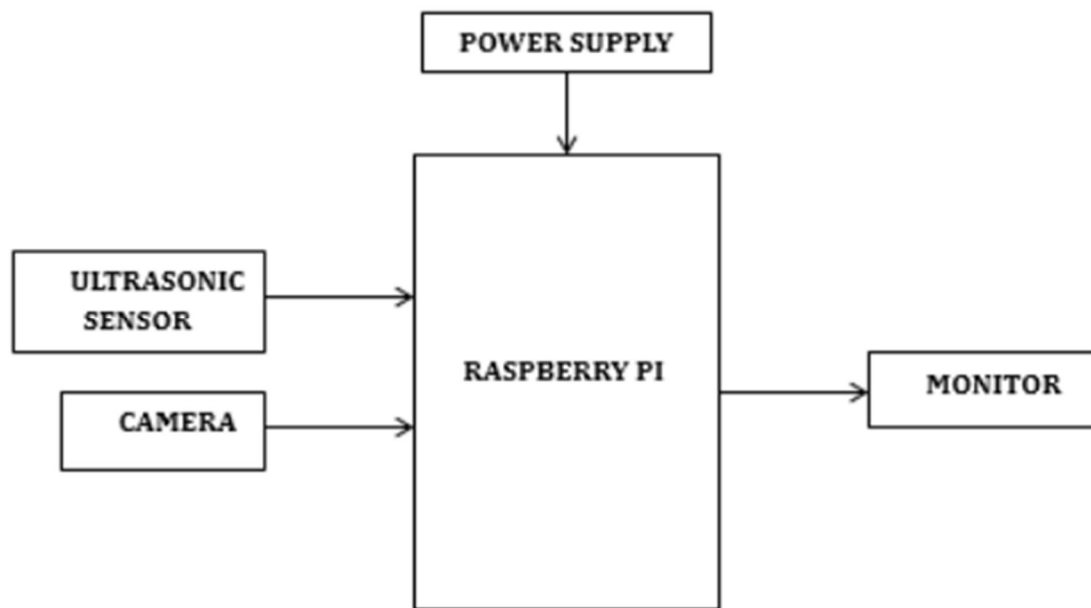 POWER SUPPLY
ULTRASONIC
SENSOR
CAMERA
RASPBERRY PI
MONITOR